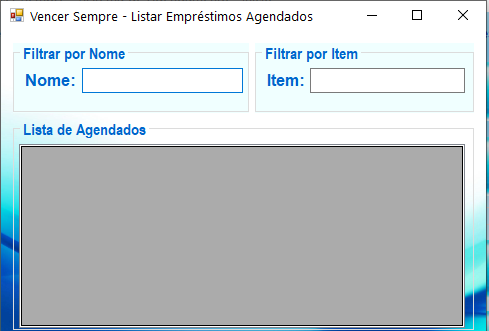 Vencer Sempre - Listar Empréstimos Agendados
Filtrar por Nome
Nome:
Filtrar por Item
Item:
Lista de Agendados